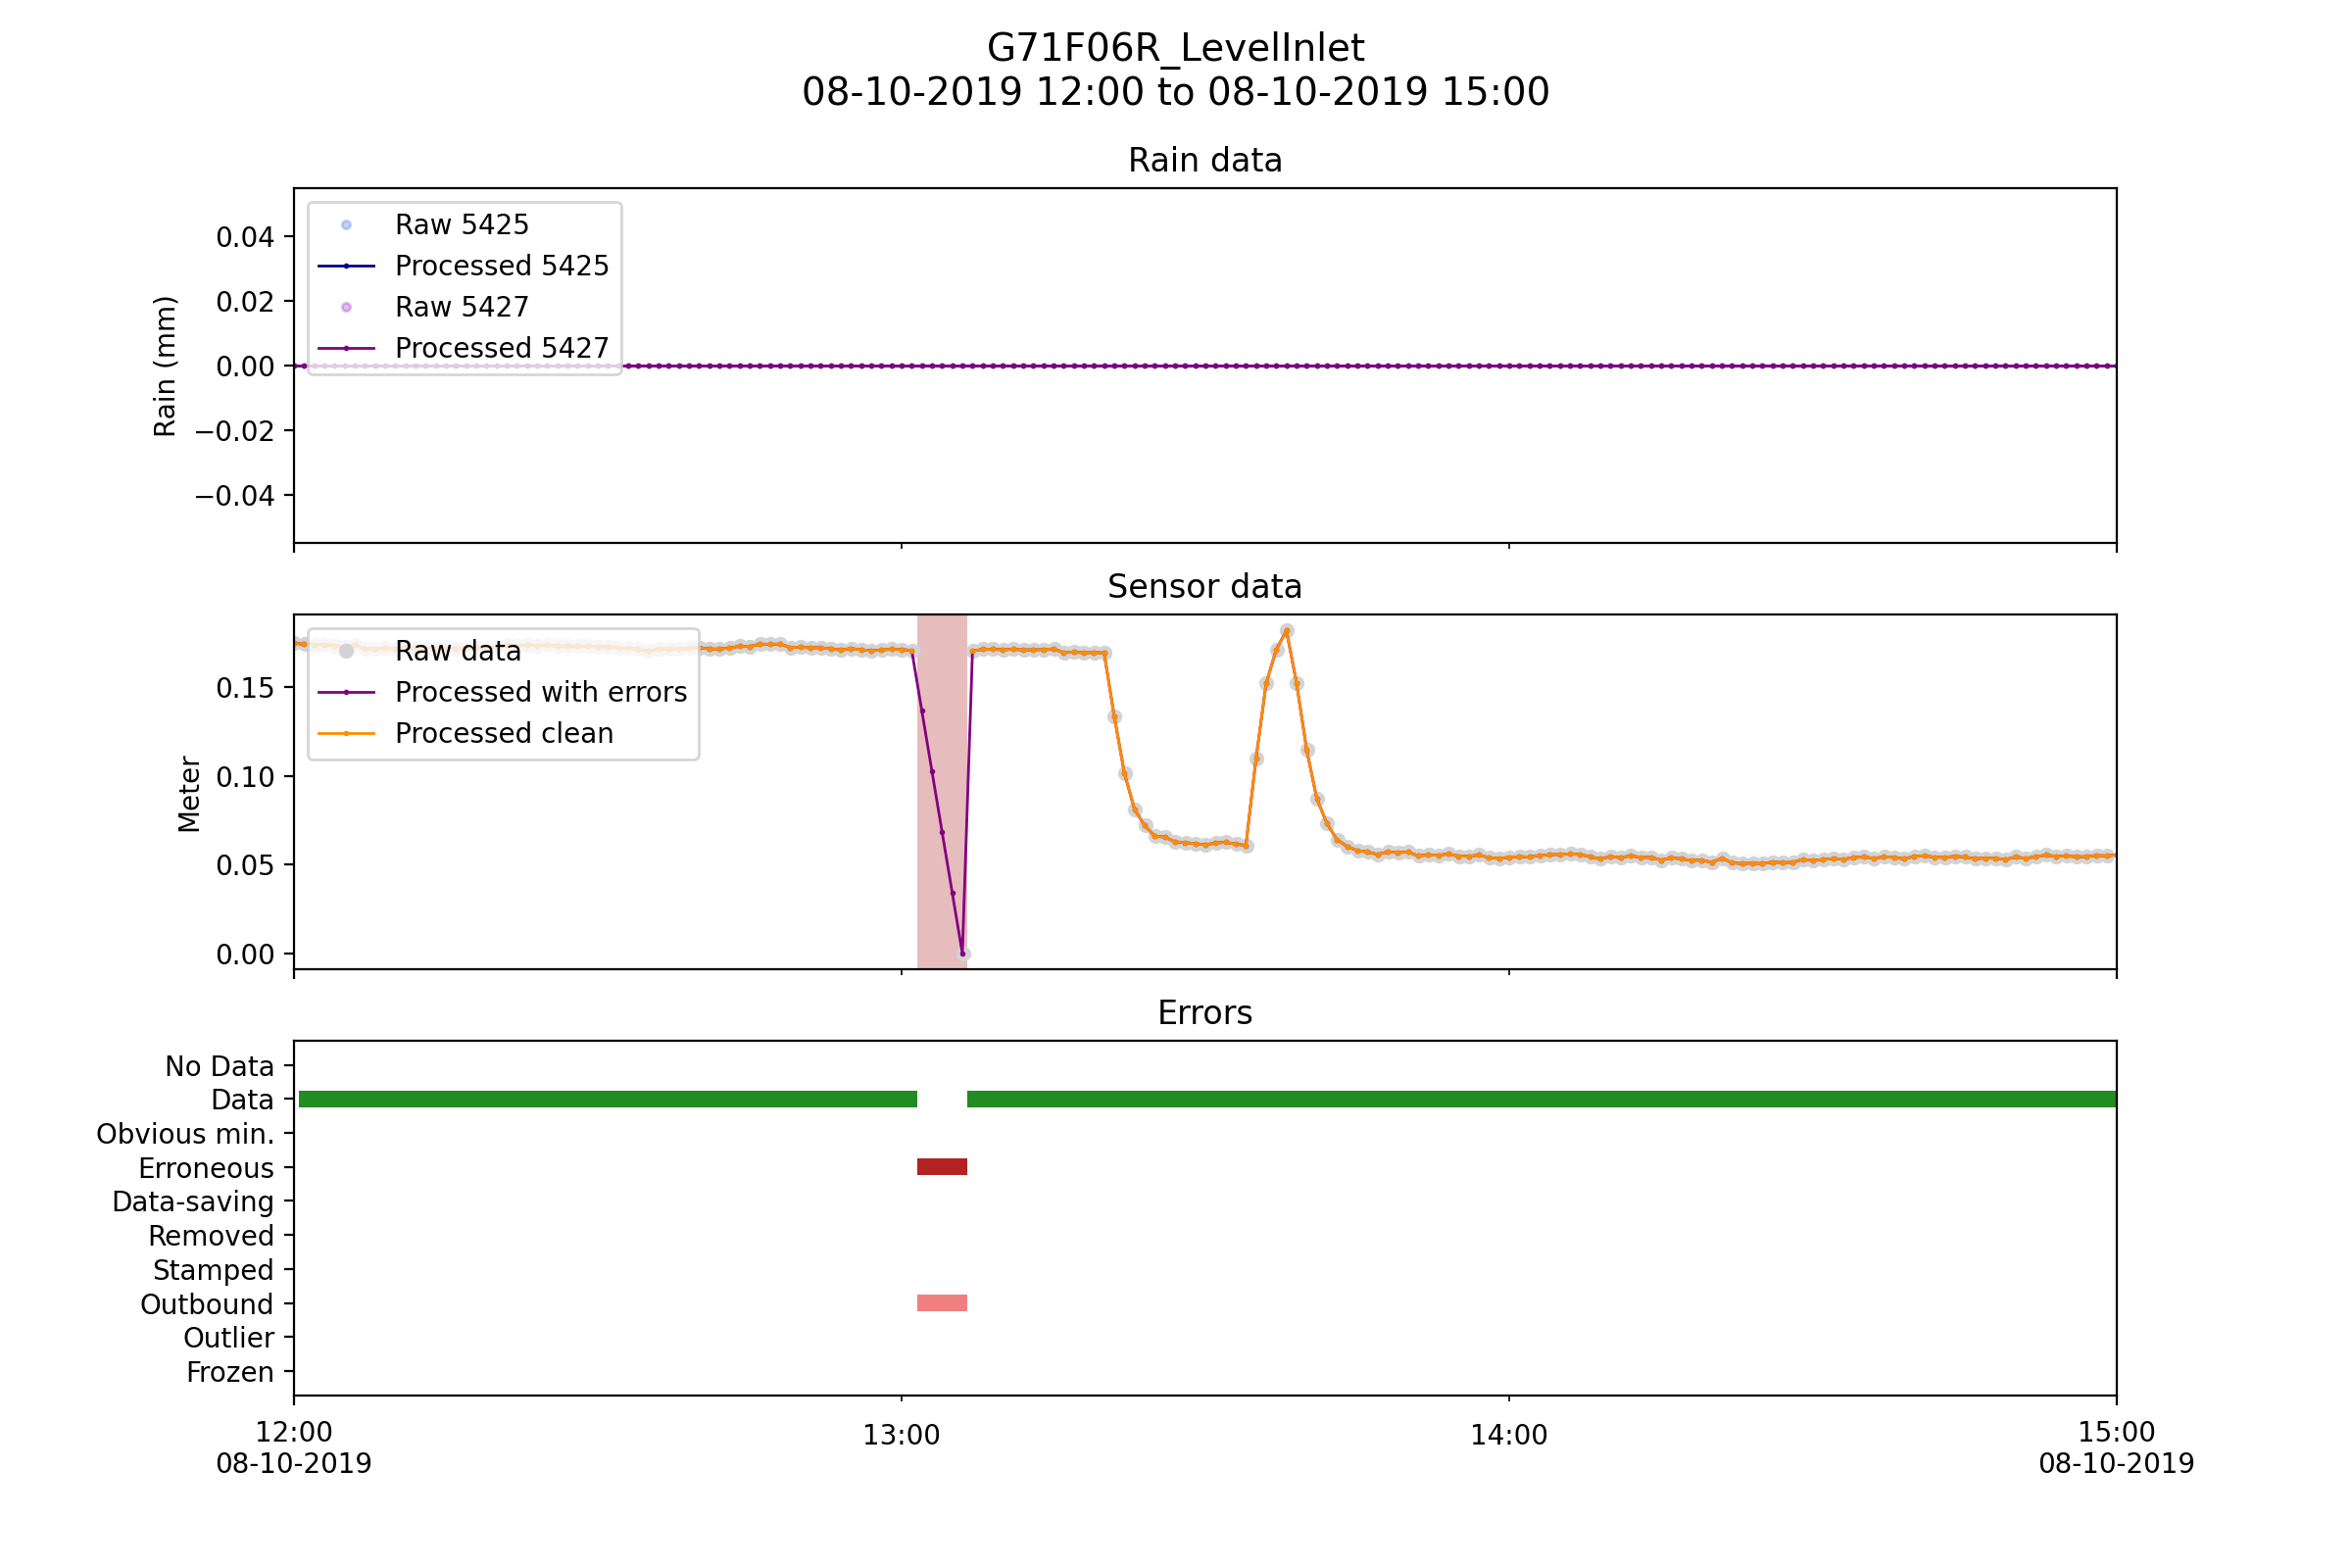 G71F06R_LevelInlet
08-10-2019 12:00 to 08-10-2019 15:00
Rain data
Rain (mm)
0.04
0.02
0.00
−0.02
−0.04
Raw 5425
Processed 5425
Raw 5427
Processed 5427
Sensor data
Meter
0.15
0.10
0.05
0.00
Raw data
Processed with errors
Processed clean
Errors
No Data
Data
Obvious min.
Erroneous
Data-saving
Removed
Stamped
Outbound
Outlier
Frozen
12:00
08-10-2019
13:00
14:00
15:00
08-10-2019